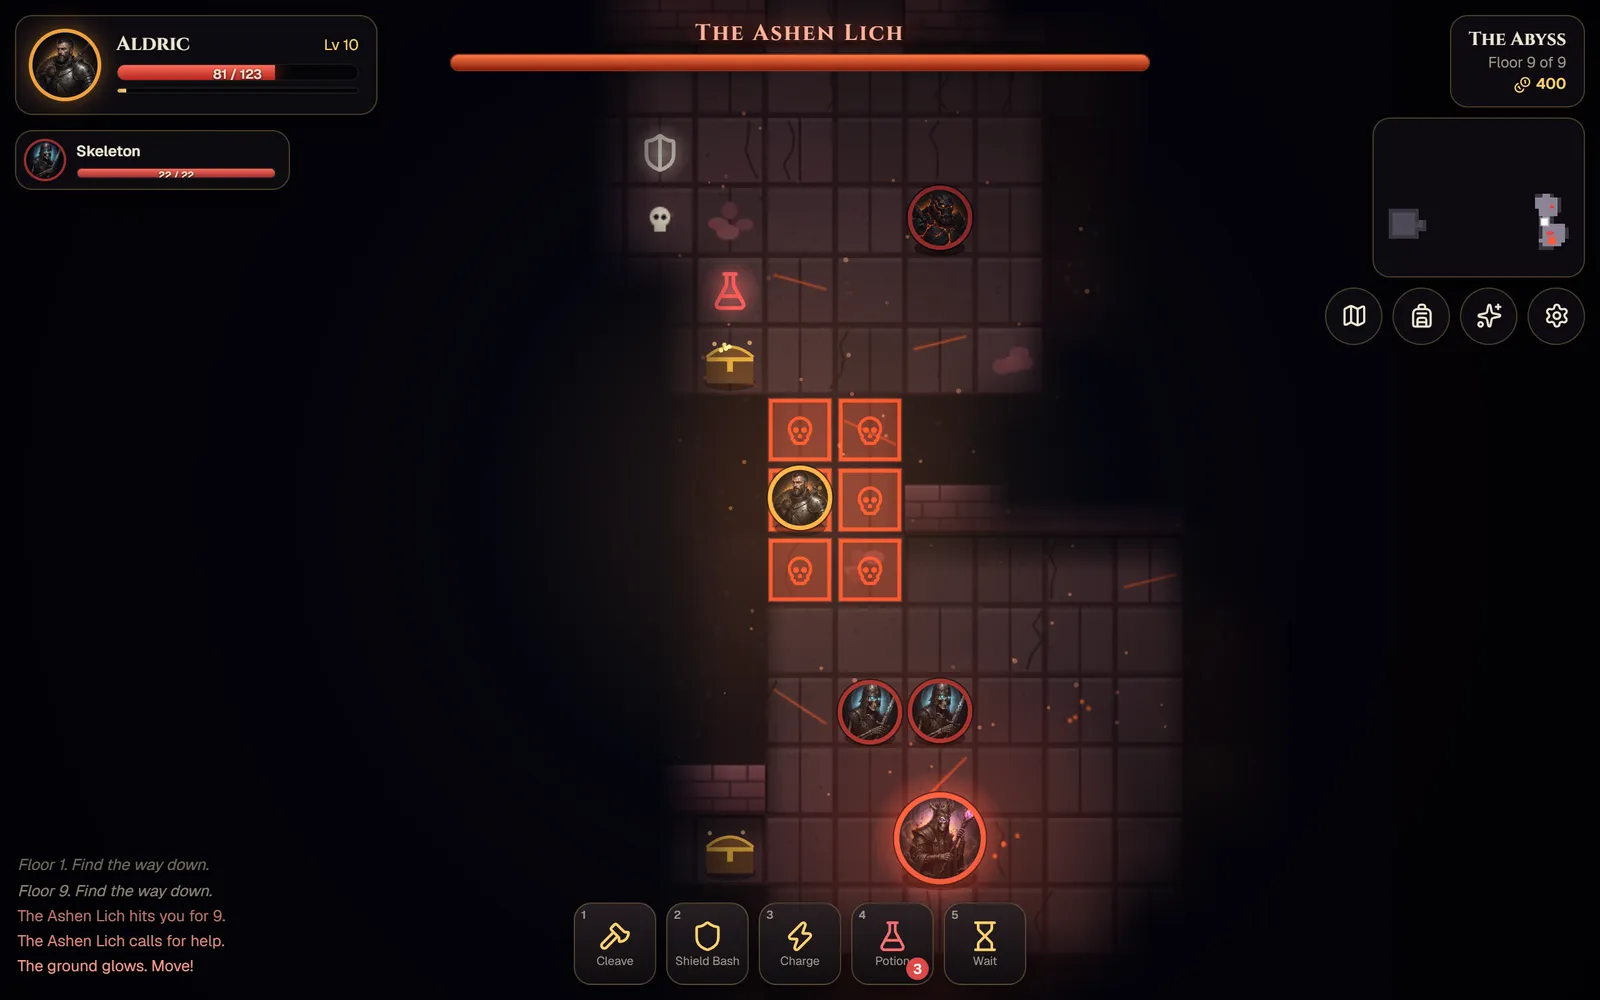 ALDRIC
Lv 10
81 / 123
Skeleton
22 / 22
THE ASHEN LICH
THE ABYSS
Floor 9 of 9
400
Floor 1. Find the way down.
Floor 9. Find the way down.
The Ashen Lich hits you for 9.
The Ashen Lich calls for help.
The ground glows. Move!
1
Cleave
2
Shield Bash
3
Charge
4
Potion
3
5
Wait